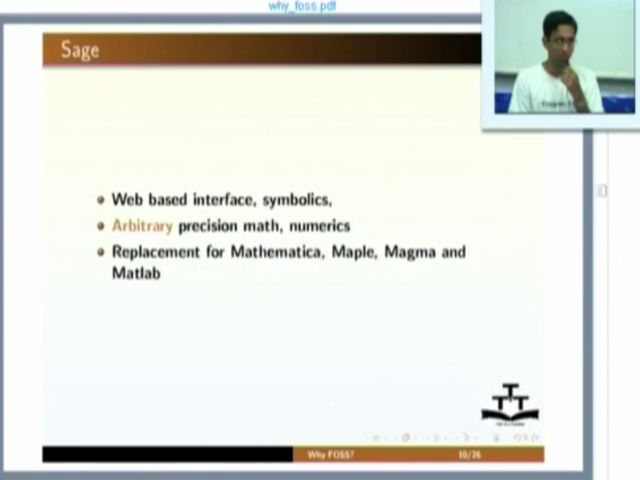 why_foss.pdf
Sage
Web based interface, symbolics,
Arbitrary precision math, numerics
Replacement for Mathematica, Maple, Magma and
Matlab
TTT
Why FOSS?
10/26